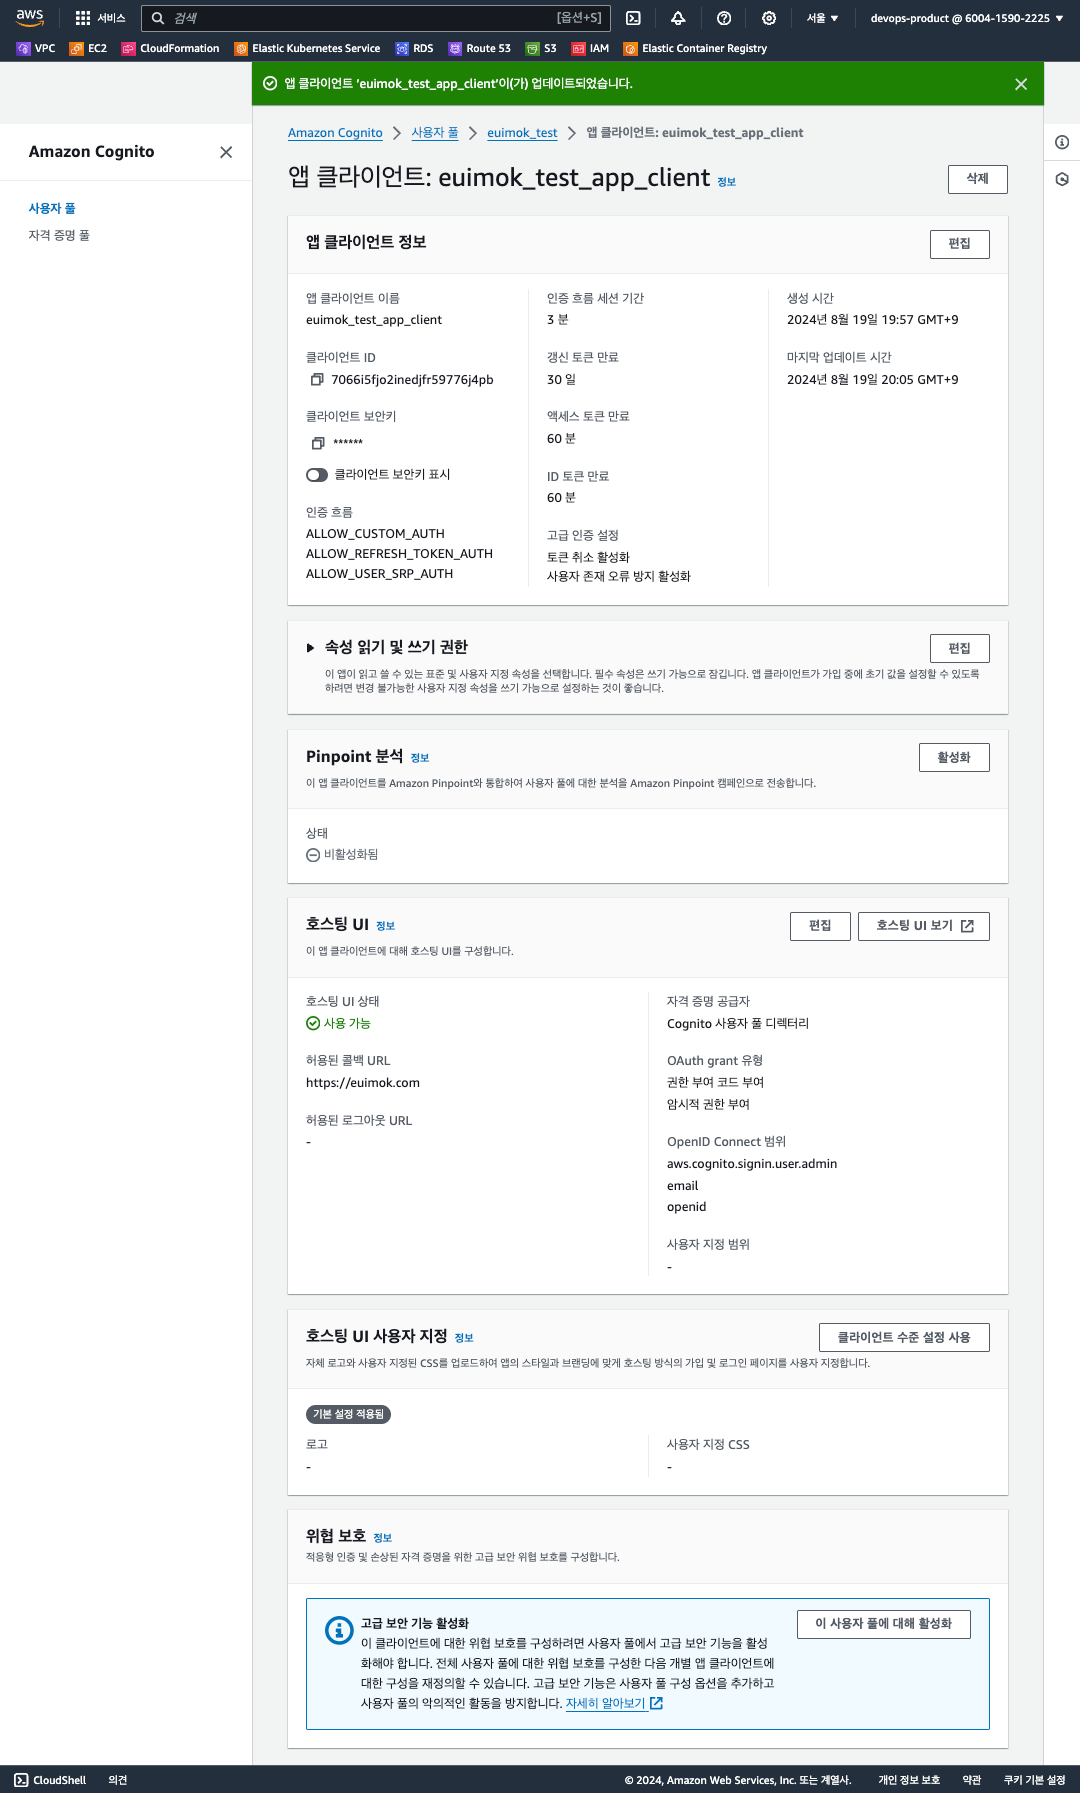 aws
서비스
검색
[옵션+S]
서울 ▼
devops-product @ 6004-1590-2225 ▼
VPC
EC2
CloudFormation
Elastic Kubernetes Service
RDS
Route 53
S3
IAM
Elastic Container Registry
앱 클라이언트 'euimok_test_app_client'이(가) 업데이트되었습니다.
Amazon Cognito
사용자 풀
자격 증명 풀
Amazon Cognito > 사용자 풀 > euimok_test > 앱 클라이언트: euimok_test_app_client
앱 클라이언트: euimok_test_app_client 정보
삭제
앱 클라이언트 정보
편집
앱 클라이언트 이름
euimok_test_app_client
클라이언트 ID
7066i5fjo2inedjfr59776j4pb
클라이언트 보안키
******
클라이언트 보안키 표시
인증 흐름
ALLOW_CUSTOM_AUTH
ALLOW_REFRESH_TOKEN_AUTH
ALLOW_USER_SRP_AUTH
인증 흐름 세션 기간
3 분
갱신 토큰 만료
30 일
액세스 토큰 만료
60 분
ID 토큰 만료
60 분
고급 인증 설정
토큰 취소 활성화
사용자 존재 오류 방지 활성화
생성 시간
2024년 8월 19일 19:57 GMT+9
마지막 업데이트 시간
2024년 8월 19일 20:05 GMT+9
속성 읽기 및 쓰기 권한
편집
이 앱이 읽고 쓸 수 있는 표준 및 사용자 지정 속성을 선택합니다. 필수 속성은 쓰기 가능으로 잠깁니다. 앱 클라이언트가 가입 중에 초기 값을 설정할 수 있도록
하려면 변경 불가능한 사용자 지정 속성을 쓰기 가능으로 설정하는 것이 좋습니다.
Pinpoint 분석 정보
활성화
이 앱 클라이언트를 Amazon Pinpoint와 통합하여 사용자 풀에 대한 분석을 Amazon Pinpoint 캠페인으로 전송합니다.
상태
비활성화됨
호스팅 UI 정보
편집
호스팅 UI 보기
이 앱 클라이언트에 대해 호스팅 UI를 구성합니다.
호스팅 UI 상태
사용 가능
허용된 콜백 URL
https://euimok.com
허용된 로그아웃 URL
-
자격 증명 공급자
Cognito 사용자 풀 디렉터리
OAuth grant 유형
권한 부여 코드 부여
암시적 권한 부여
OpenID Connect 범위
aws.cognito.signin.user.admin
email
openid
사용자 지정 범위
-
호스팅 UI 사용자 지정 정보
클라이언트 수준 설정 사용
자체 로고와 사용자 지정된 CSS를 업로드하여 앱의 스타일과 브랜딩에 맞게 호스팅 방식의 가입 및 로그인 페이지를 사용자 지정합니다.
기본 설정 적용됨
로고
-
사용자 지정 CSS
-
위협 보호 정보
적응형 인증 및 손상된 자격 증명을 위한 고급 보안 위협 보호를 구성합니다.
고급 보안 기능 활성화
이 사용자 풀에 대해 활성화
이 클라이언트에 대한 위협 보호를 구성하려면 사용자 풀에서 고급 보안 기능을 활성
화해야 합니다. 전체 사용자 풀에 대한 위협 보호를 구성한 다음 개별 앱 클라이언트에
대한 구성을 재정의할 수 있습니다. 고급 보안 기능은 사용자 풀 구성 옵션을 추가하고
사용자 풀의 악의적인 활동을 방지합니다. 자세히 알아보기
CloudShell
의견
© 2024, Amazon Web Services, Inc. 또는 계열사.
개인 정보 보호
약관
쿠키 기본 설정